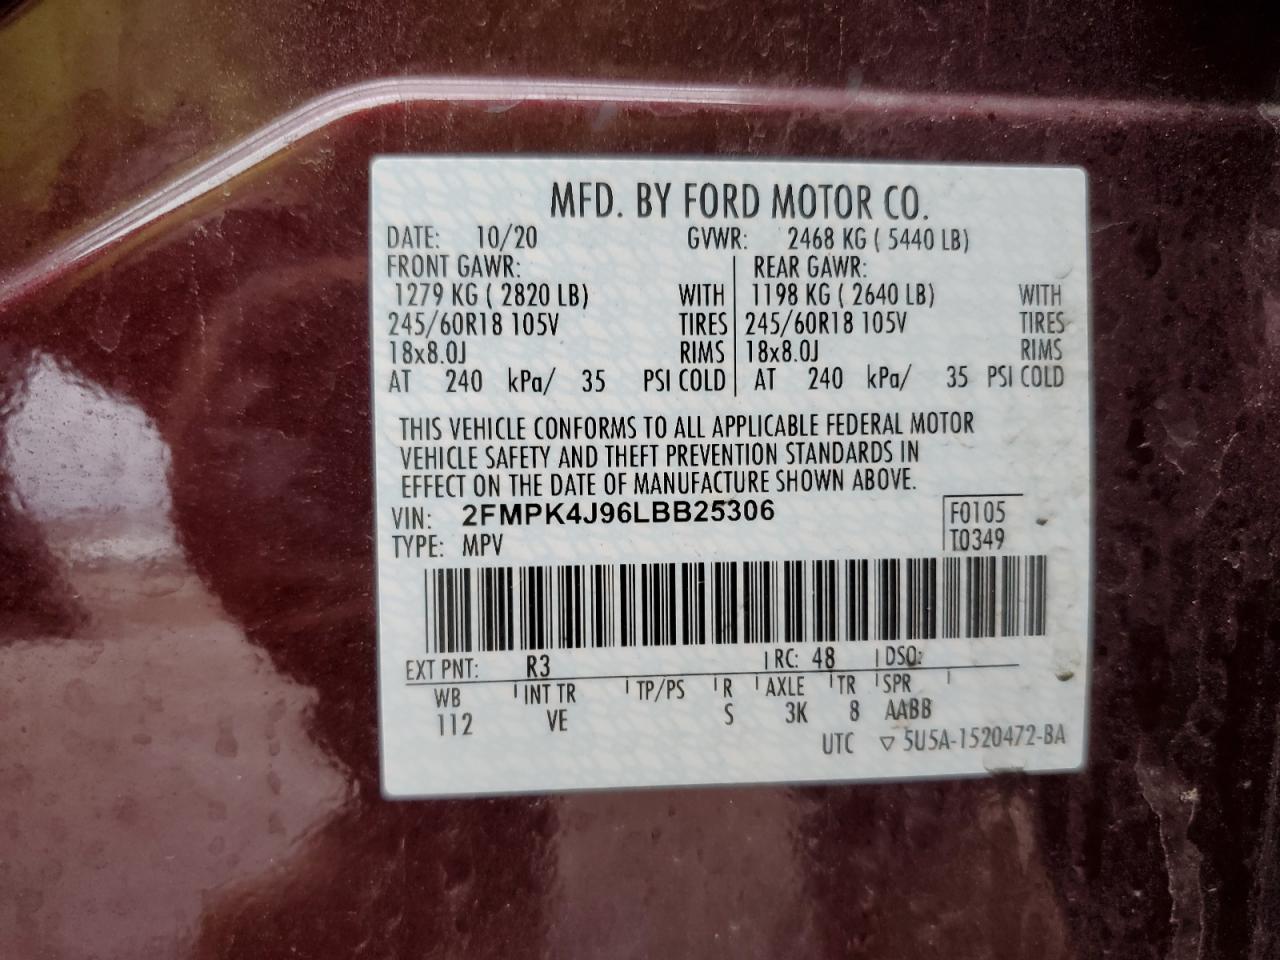 MFD. BY FORD MOTOR CO.
DATE: 10/20 GVWR: 2468 KG ( 5440 LB)
FRONT GAWR: REAR GAWR:
1279 KG ( 2820 LB) WITH 1198 KG ( 2640 LB) WITH
245/60R18 105V TIRES 245/60R18 105V TIRES
18x8.0J RIMS 18x8.0J RIMS
AT 240 kPa/ 35 PSI COLD AT 240 kPa/ 35 PSI COLD
THIS VEHICLE CONFORMS TO ALL APPLICABLE FEDERAL MOTOR
VEHICLE SAFETY AND THEFT PREVENTION STANDARDS IN
EFFECT ON THE DATE OF MANUFACTURE SHOWN ABOVE.
VIN: 2FMPK4J96LBB25306 F0105
TYPE: MPV T0349
EXT PNT: R3 RC: 48 DSO:
WB INT TR TP/PS R AXLE TR SPR
112 VE S 3K 8 AABB
UTC ▽ 5U5A-1520472-BA